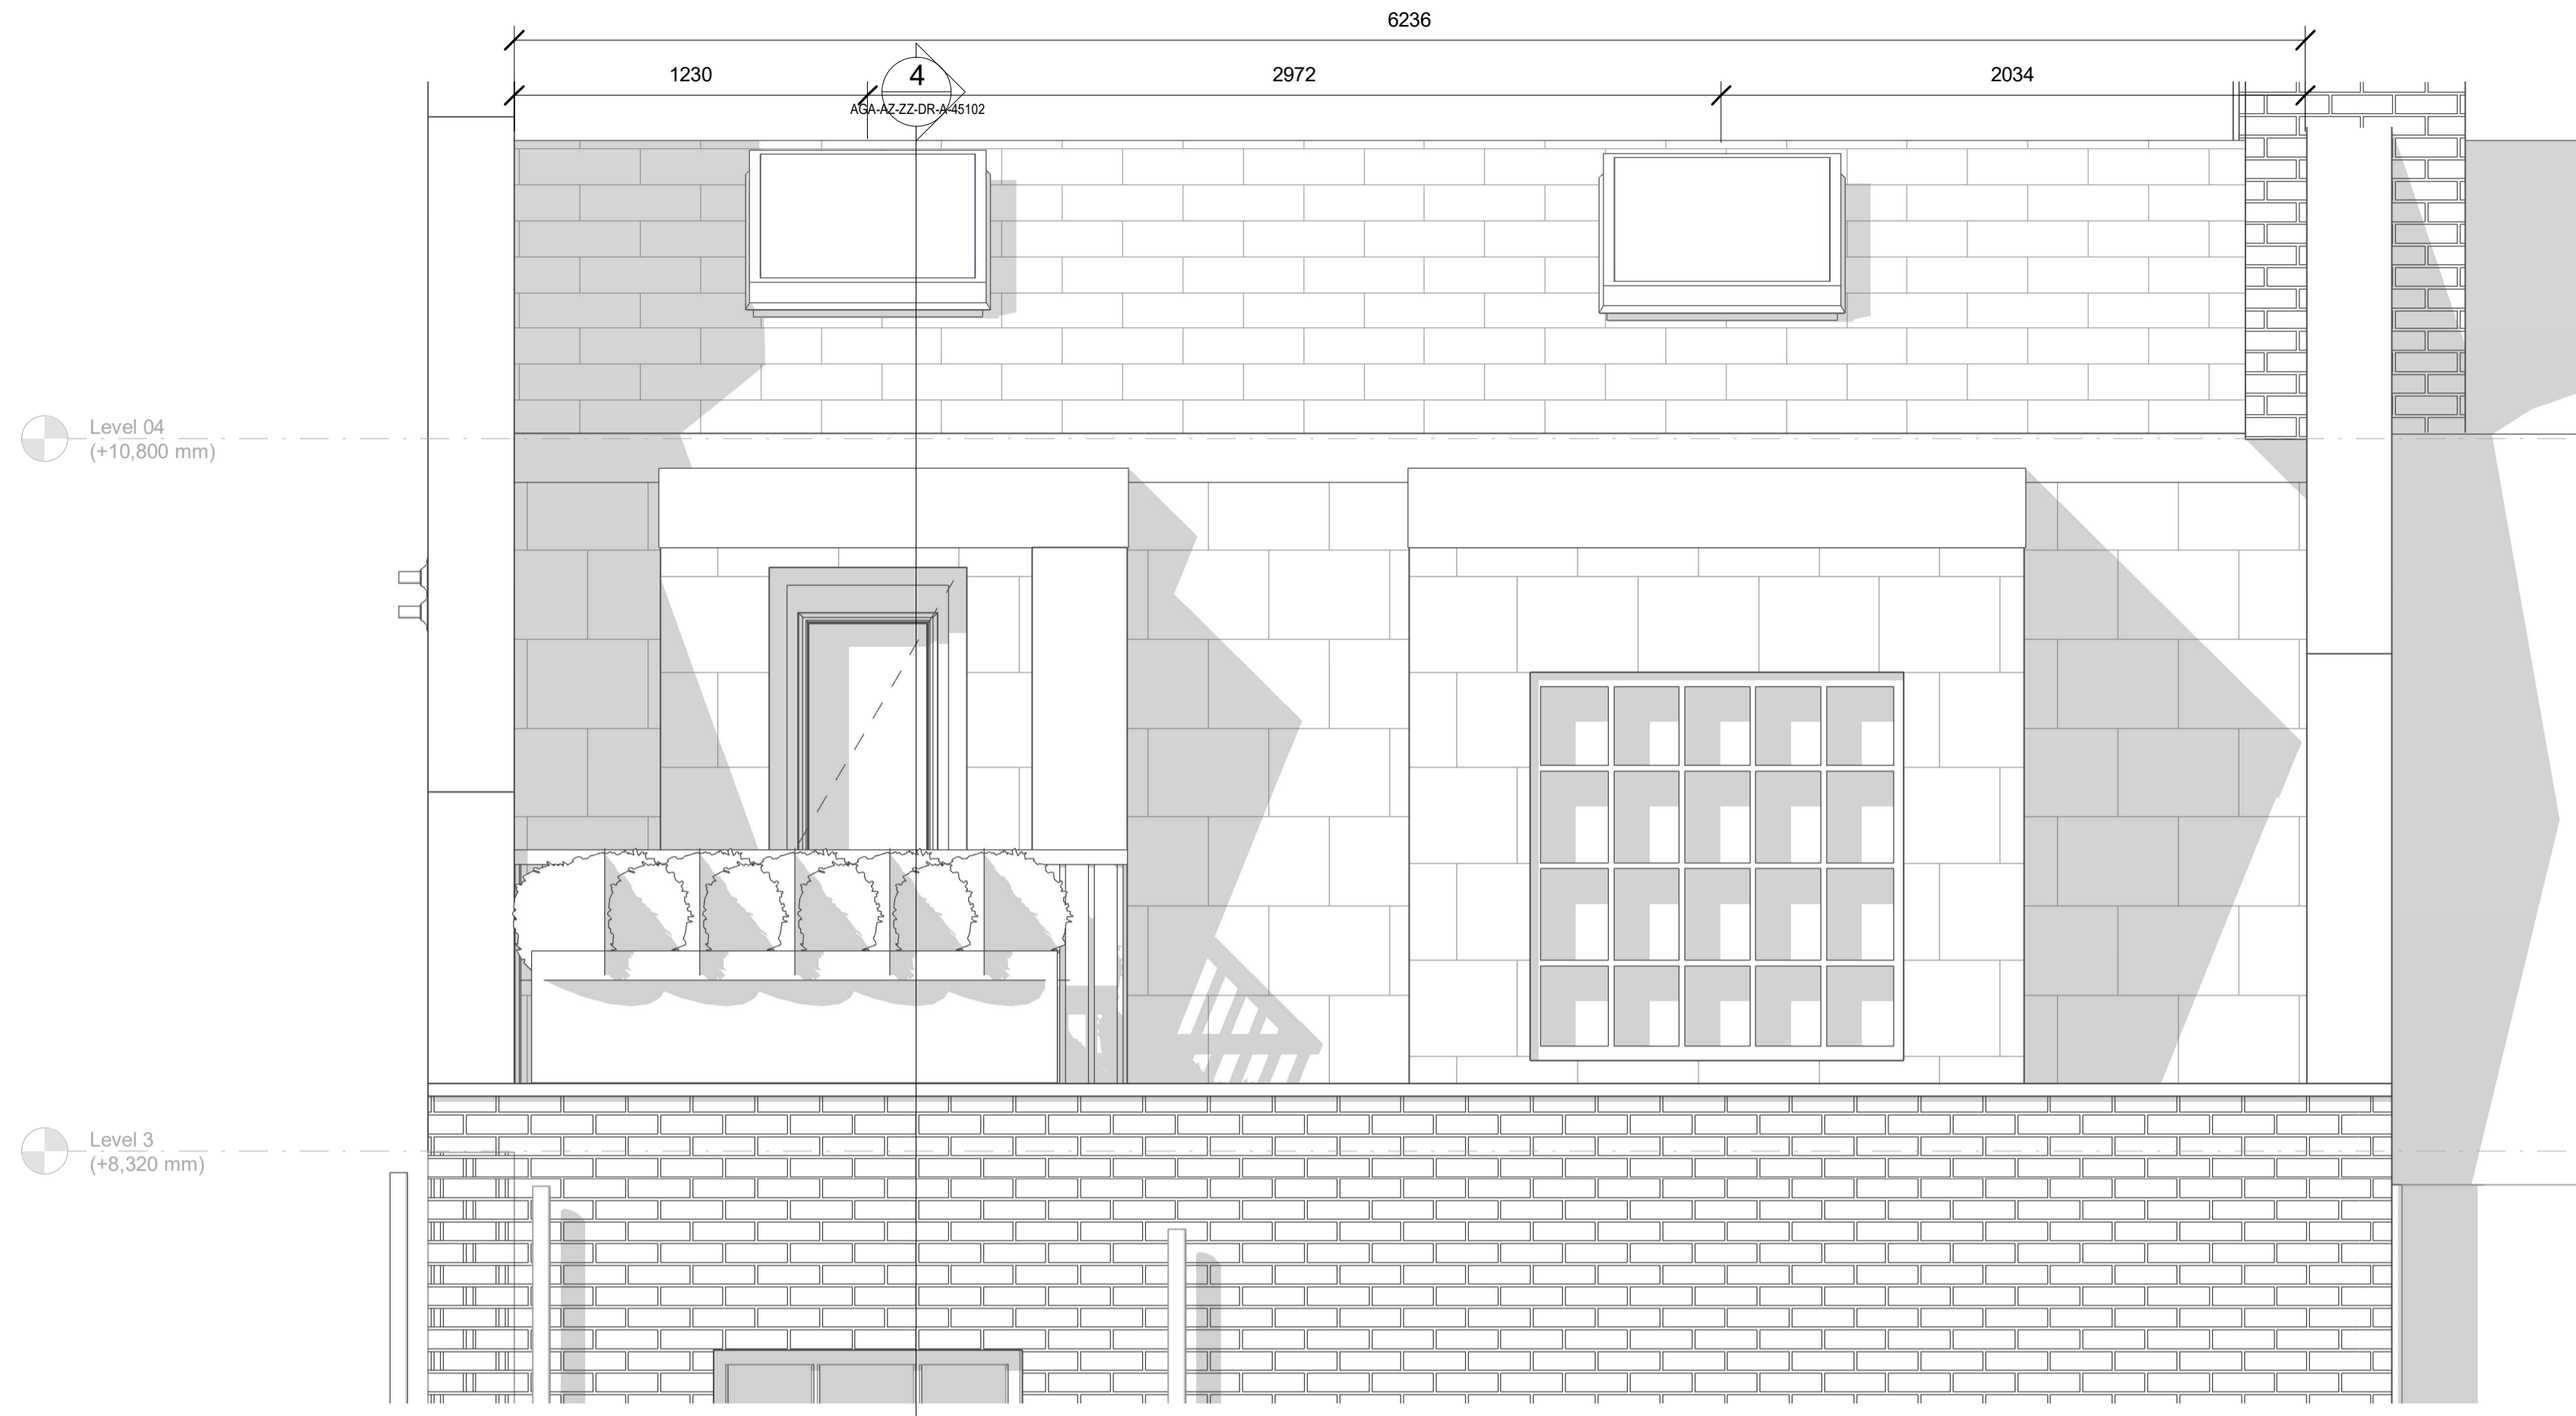 6236
1230
4
2972
2034
AGA-AZ-ZZ-DR-A-45102
Level 04
(+10,800 mm)
Level 3
(+8,320 mm)